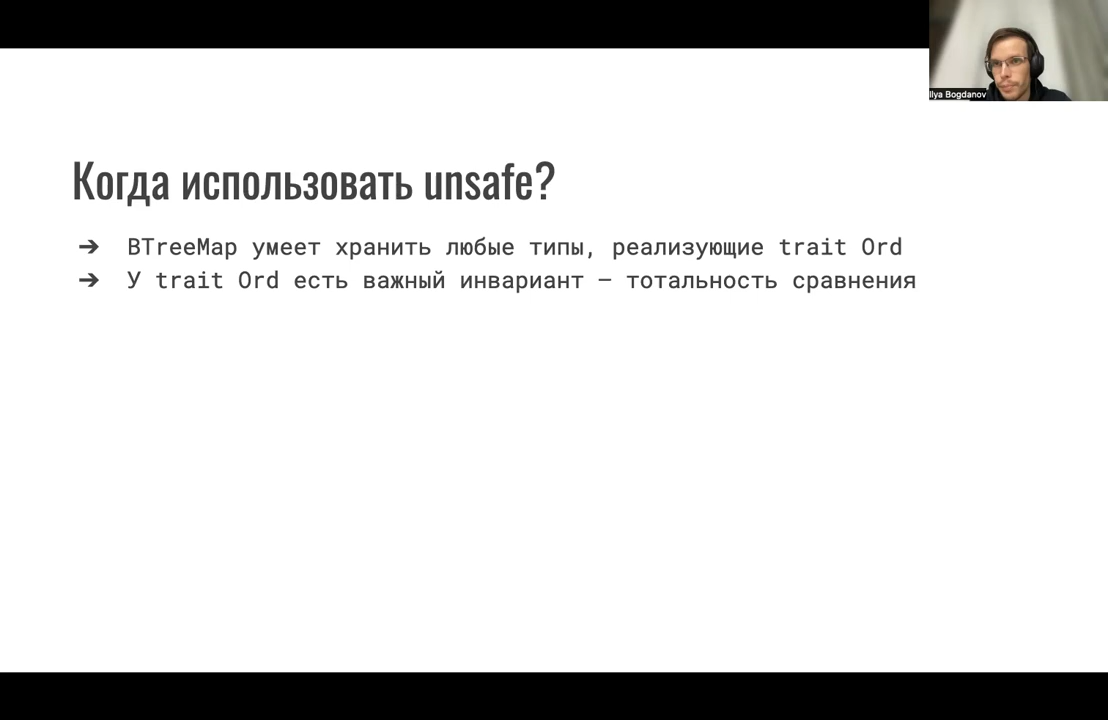 Ilya Bogdanov
Когда использовать unsafe?
➔ BTreeMap умеет хранить любые типы, реализующие trait Ord
➔ У trait Ord есть важный инвариант – тотальность сравнения